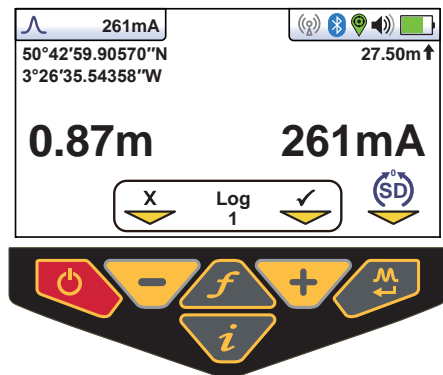 261mA
50°42′59.90570″N
3°26′35.54358″W
27.50m
0.87m
261mA
X
Log
1
✓
0
SD
f
i